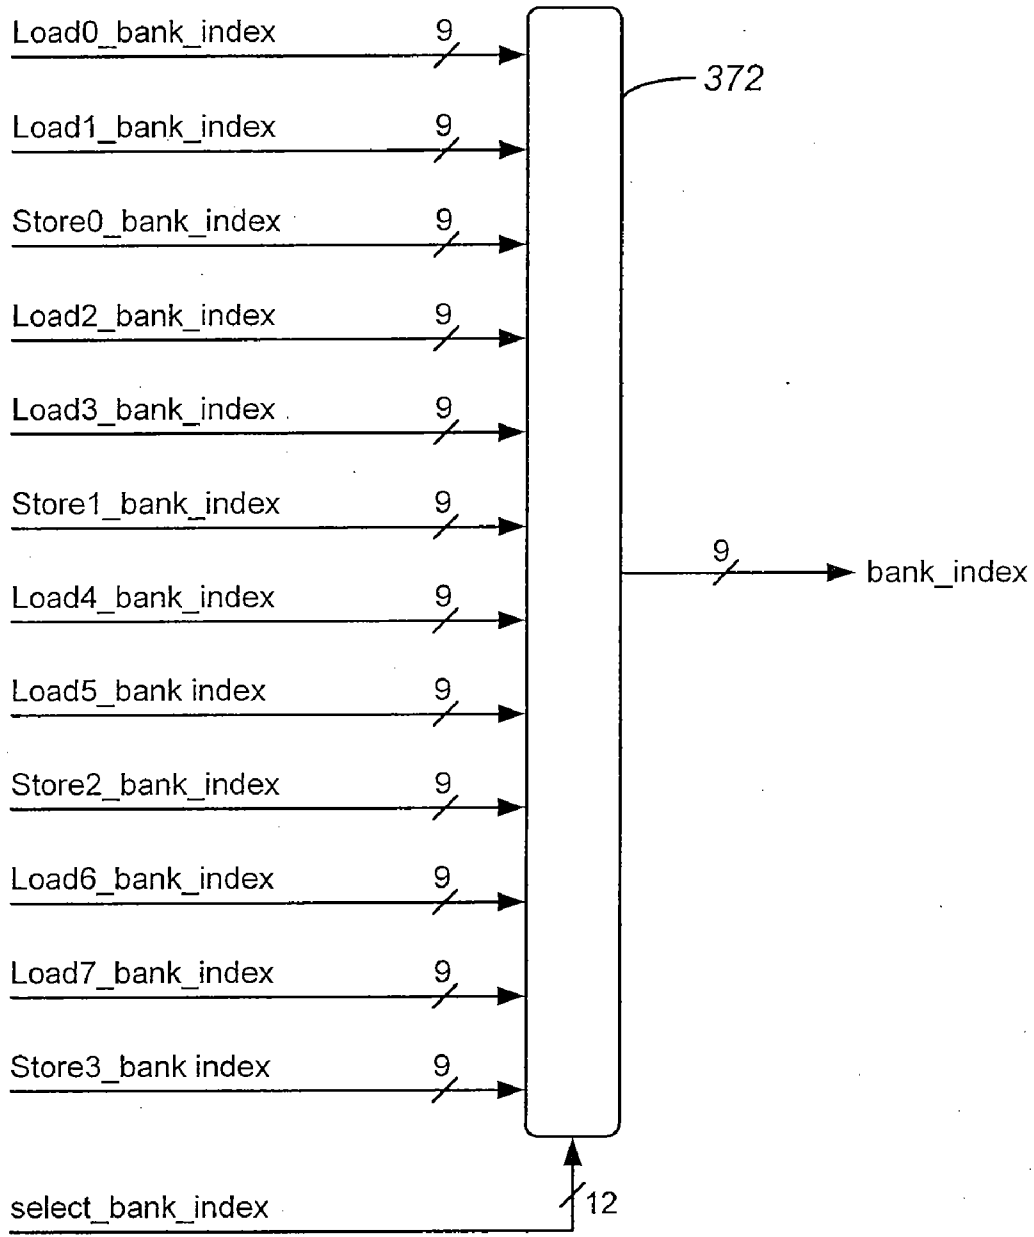 Load0_bank_index 9
372
Load1_bank_index 9
Store0_bank_index 9
Load2_bank_index 9
Load3_bank_index 9
Store1_bank_index 9
9 bank_index
Load4_bank_index 9
Load5_bank index 9
Store2_bank_index 9
Load6_bank_index 9
Load7_bank_index 9
Store3_bank index 9
select_bank_index 12